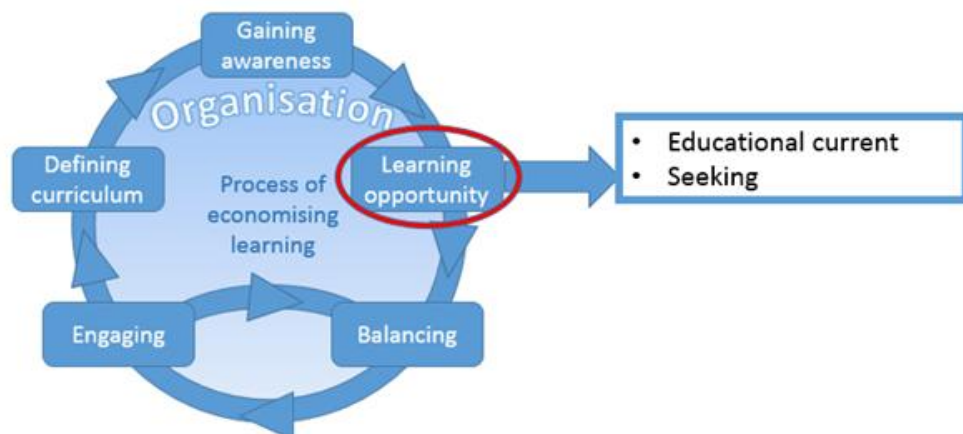 Gaining
awareness
Organisation
Defining
curriculum
Process of
economising
learning
Learning
opportunity
• Educational current
• Seeking
Engaging
Balancing